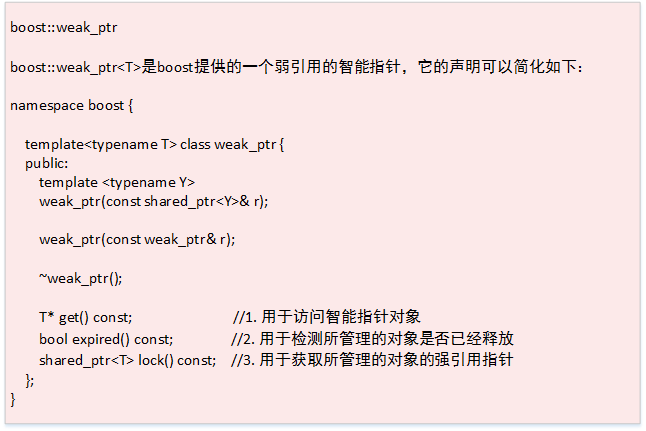 boost::weak_ptr
boost::weak_ptr<T>是boost提供的一个弱引用的智能指针，它的声明可以简化如下：
namespace boost {
template<typename T> class weak_ptr {
public:
template <typename Y>
weak_ptr(const shared_ptr<Y>& r);
weak_ptr(const weak_ptr& r);
~weak_ptr();
T* get() const; //1. 用于访问智能指针对象
bool expired() const; //2. 用于检测所管理的对象是否已经释放
shared_ptr<T> lock() const; //3. 用于获取所管理的对象的强引用指针
};
}